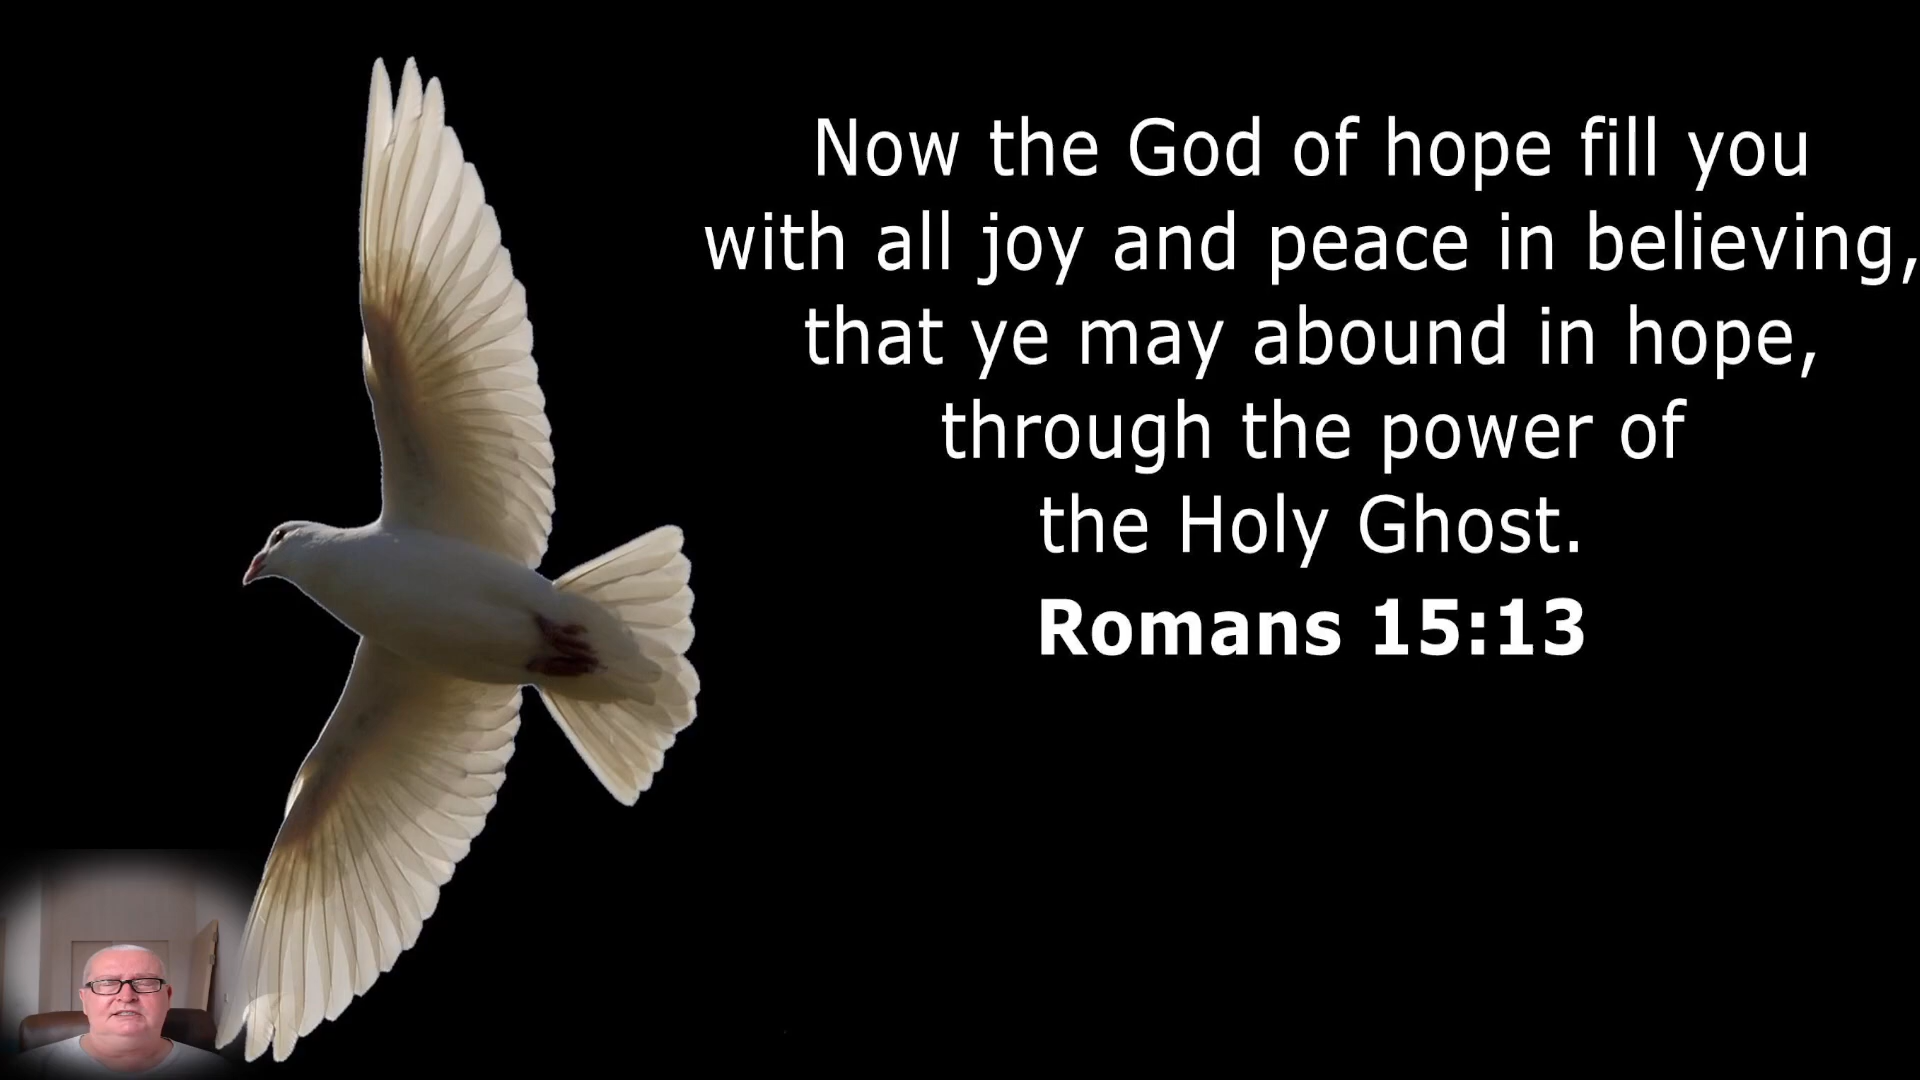 Now the God of hope fill you
with all joy and peace in believing,
that ye may abound in hope,
through the power of
the Holy Ghost.
Romans 15:13